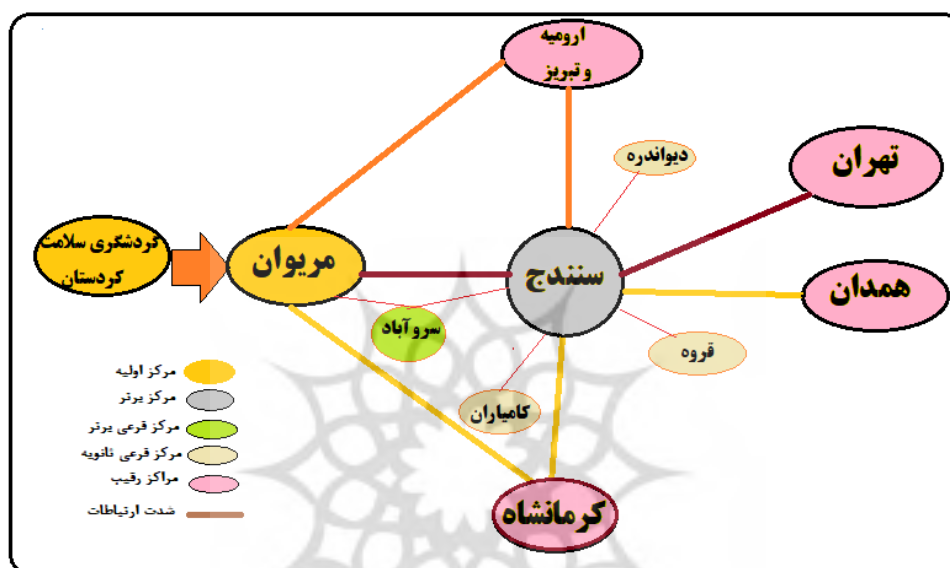 ارومیه
و تبریز
دیواندره
تهران
گردشگری سلامت
کردستان
مریوان
سنندج
همدان
سروآباد
قروه
کامیاران
کرمانشاه
مرکز اولیه
مرکز برتر
مرکز فرعی برتر
مرکز فرعی ثانویه
مراکز رقیب
شدت ارتباطات